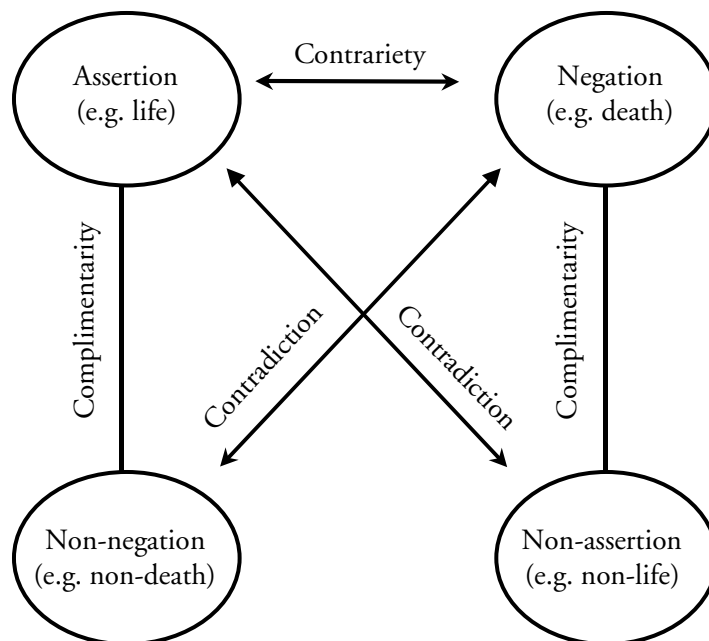 Contrariety
Assertion
(e.g. life)
Negation
(e.g. death)
Complimentarity
Contradiction
Contradiction
Complimentarity
Non-negation
(e.g. non-death)
Non-assertion
(e.g. non-life)